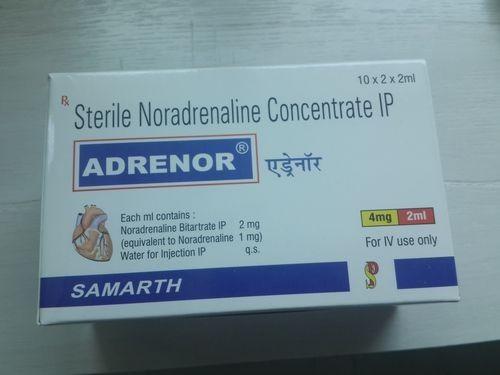 10 x 2 x 2ml
Rx Sterile Noradrenaline Concentrate IP
ADRENOR®
एड्रेनॉर
Each ml contains :
Noradrenaline Bitartrate IP 2 mg
(equivalent to Noradrenaline 1 mg)
Water for Injection IP q.s.
4mg 2ml
For IV use only
SAMARTH